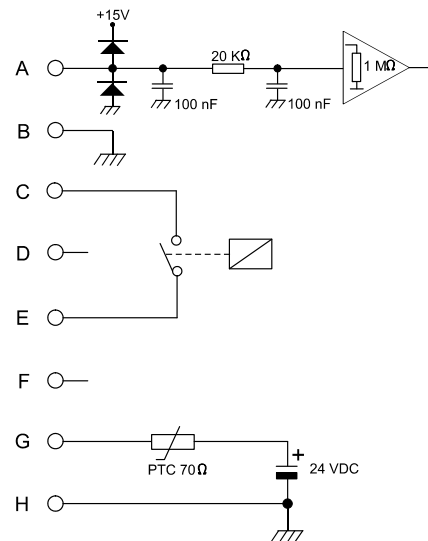 +15V
A
20 KΩ
1 MΩ
100 nF
100 nF
B
C
D
E
F
G
PTC 70Ω
+
24 VDC
H